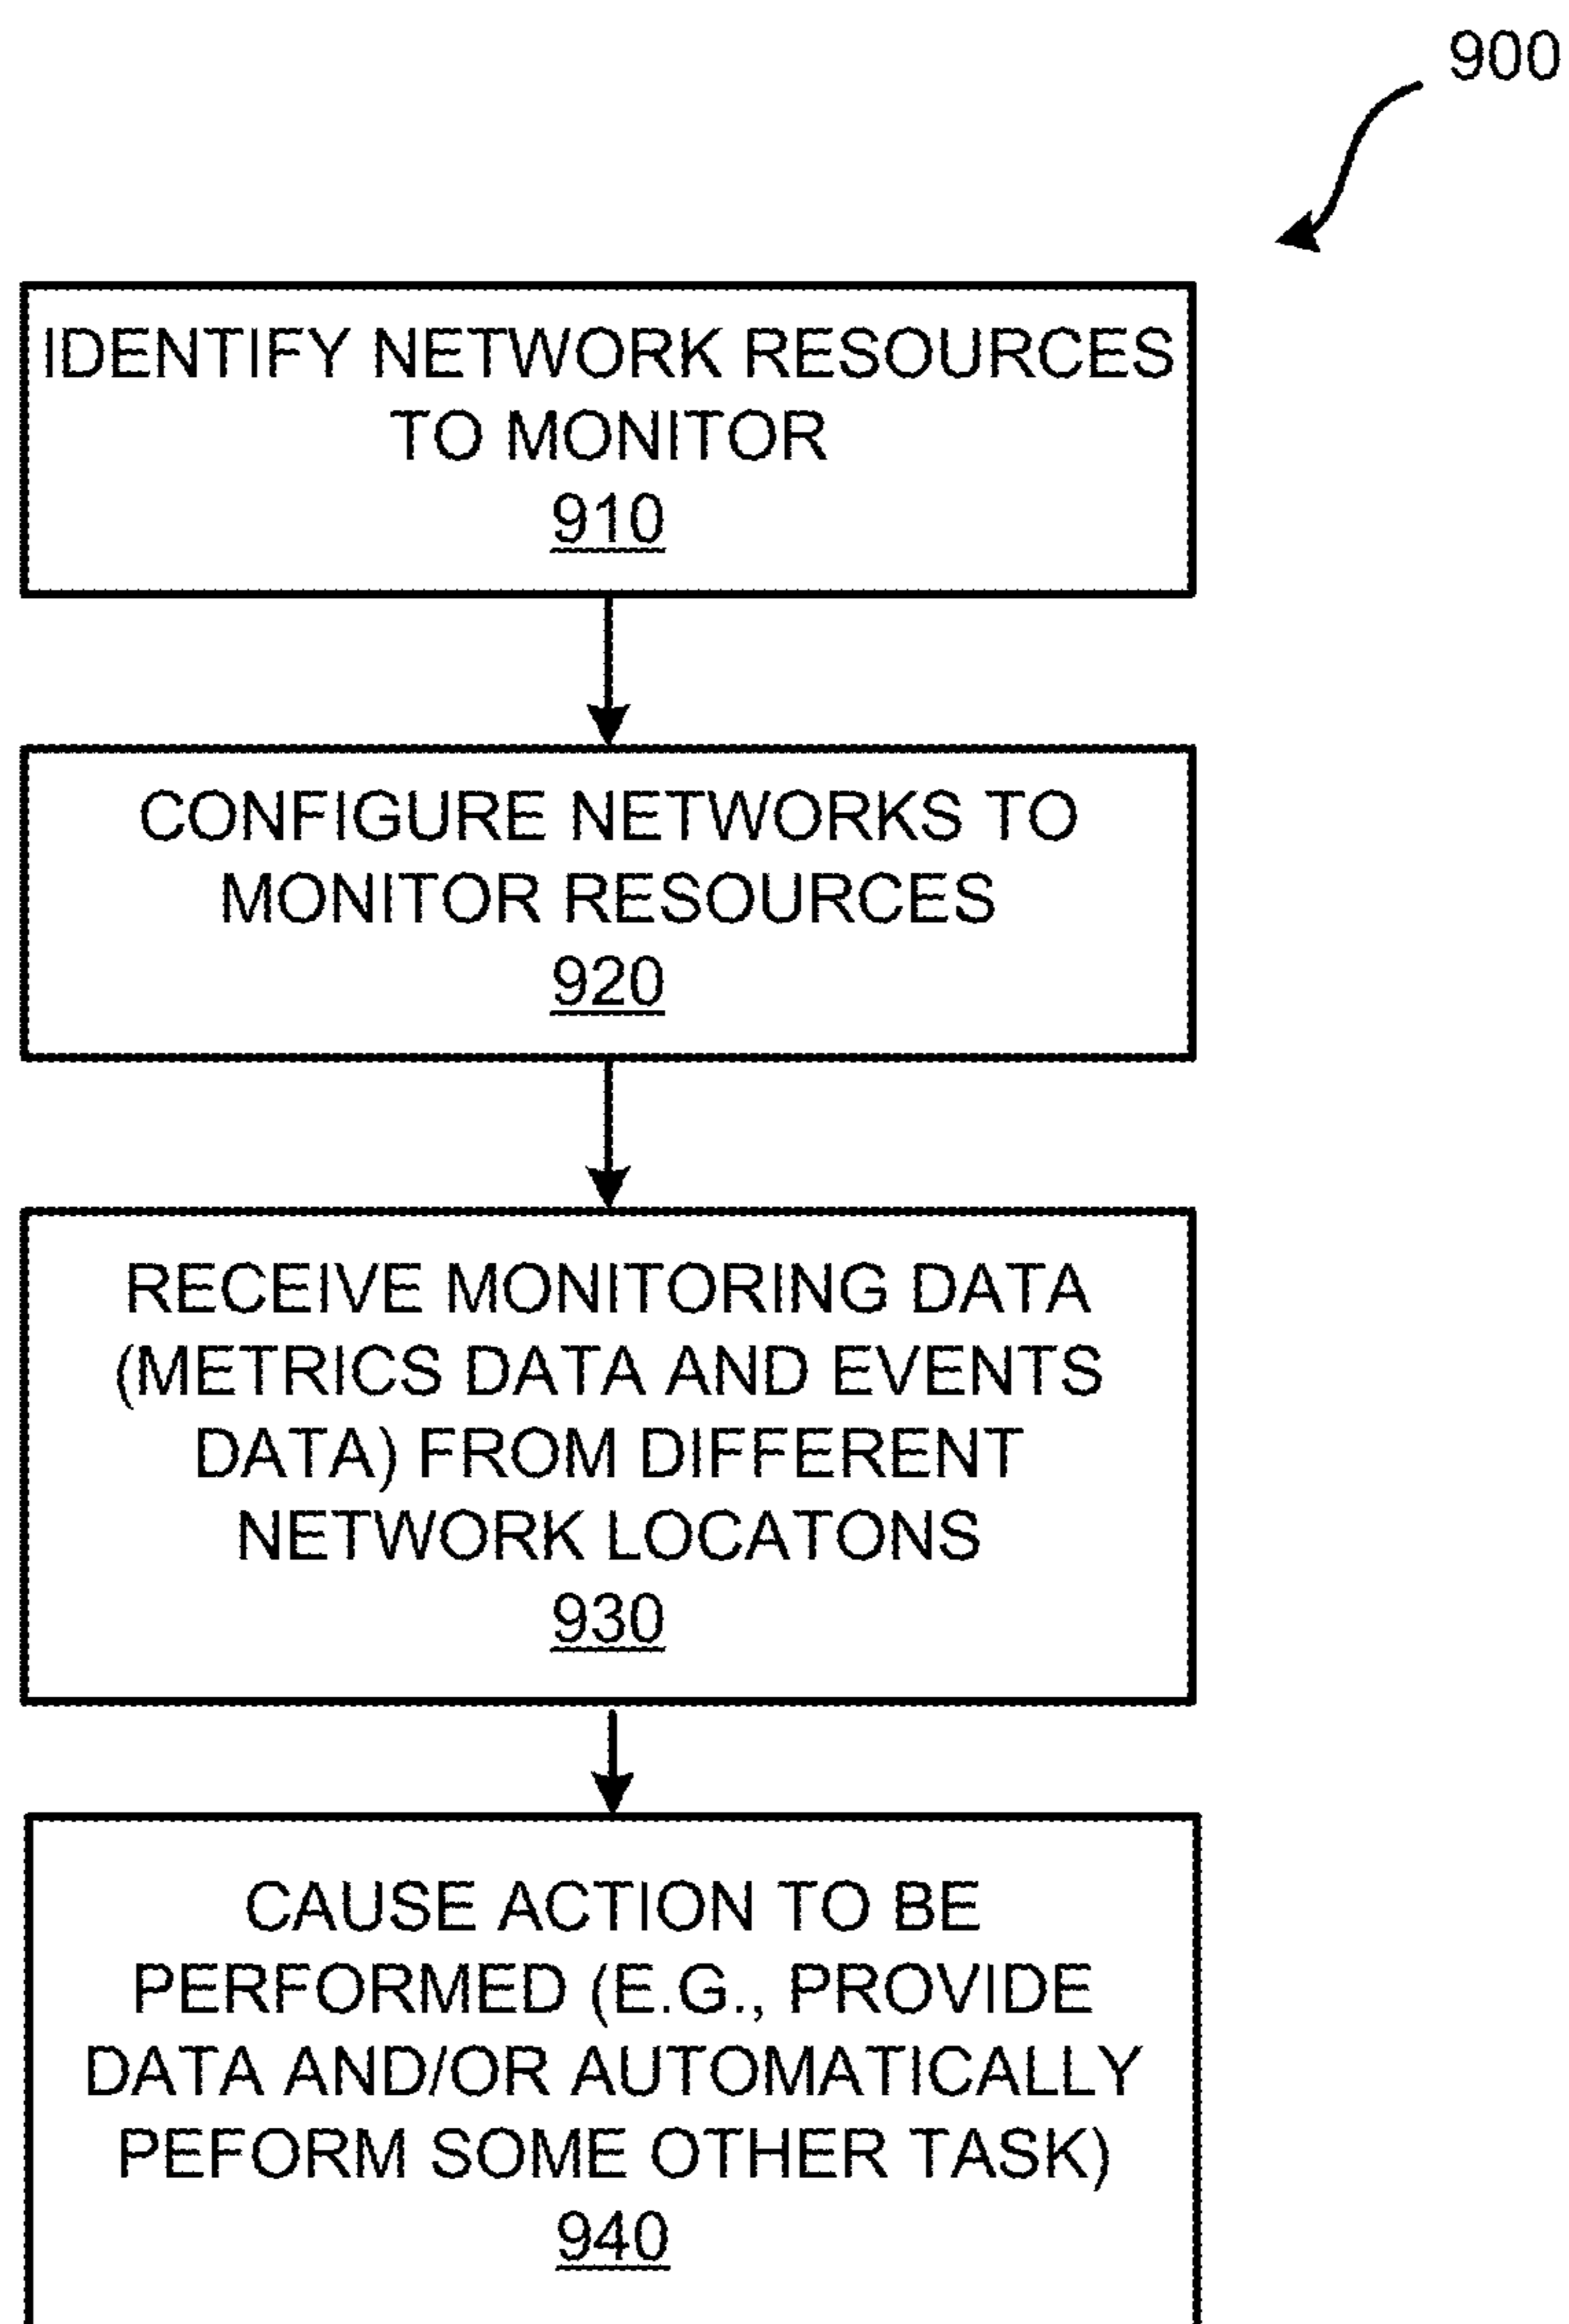 900
IDENTIFY NETWORK RESOURCES
TO MONITOR
910
CONFIGURE NETWORKS TO
MONITOR RESOURCES
920
RECEIVE MONITORING DATA
(METRICS DATA AND EVENTS
DATA) FROM DIFFERENT
NETWORK LOCATONS
930
CAUSE ACTION TO BE
PERFORMED (E.G., PROVIDE
DATA AND/OR AUTOMATICALLY
PEFORM SOME OTHER TASK)
940